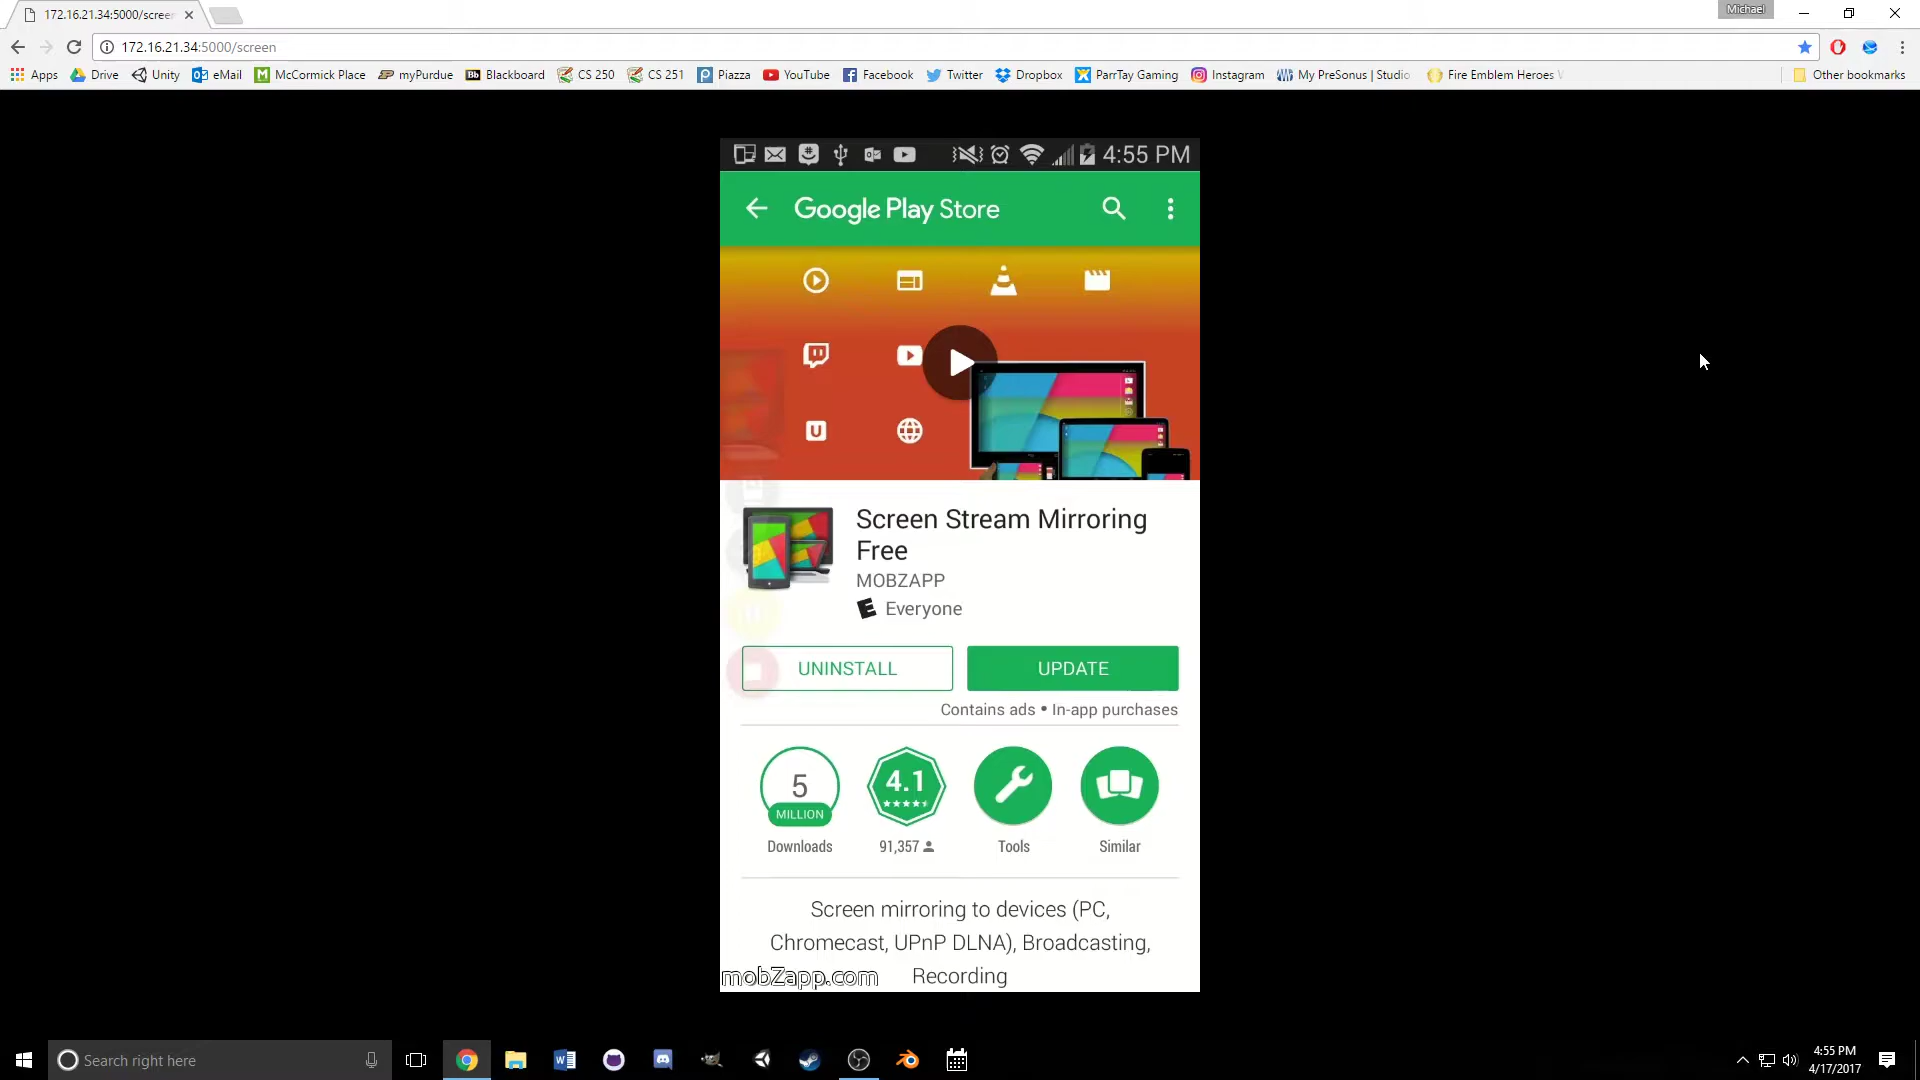 172.16.21.34:5000/scree
Michael
172.16.21.34:5000/screen
Apps Drive Unity eMail McCormick Place myPurdue Blackboard CS 250 CS 251 Piazza YouTube Facebook Twitter Dropbox ParrTay Gaming Instagram My PreSonus | Studio Fire Emblem Heroes Other bookmarks
4:55 PM
Google Play Store
Screen Stream Mirroring
Free
MOBZAPP
Everyone
UNINSTALL UPDATE
Contains ads • In-app purchases
5 MILLION
4.1
Downloads 91,357 Tools Similar
Screen mirroring to devices (PC,
Chromecast, UPnP DLNA), Broadcasting,
Recording
mobZapp.com
Search right here
4:55 PM
4/17/2017